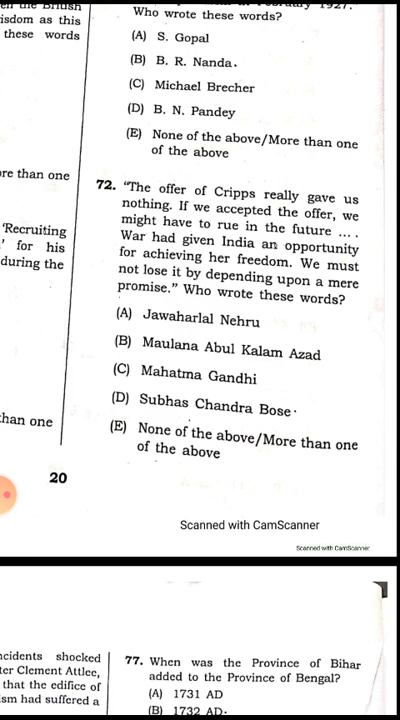 en the British
isdom as this
these words
re than one
'Recruiting
' for his
during the
han one
February 1927.
Who wrote these words?
(A) S. Gopal
(B) B. R. Nanda.
(C) Michael Brecher
(D) B. N. Pandey
(E) None of the above/More than one
of the above
72. "The offer of Cripps really gave us
nothing. If we accepted the offer, we
might have to rue in the future ... .
War had given India an opportunity
for achieving her freedom. We must
not lose it by depending upon a mere
promise." Who wrote these words?
(A) Jawaharlal Nehru
(B) Maulana Abul Kalam Azad
(C) Mahatma Gandhi
(D) Subhas Chandra Bose
(E) None of the above/More than one
of the above
20
Scanned with CamScanner
Scanned with CamScanner
ncidents shocked
ter Clement Attlee,
that the edifice of
ism had suffered a
77. When was the Province of Bihar
added to the Province of Bengal?
(A) 1731 AD
(B) 1732 AD.